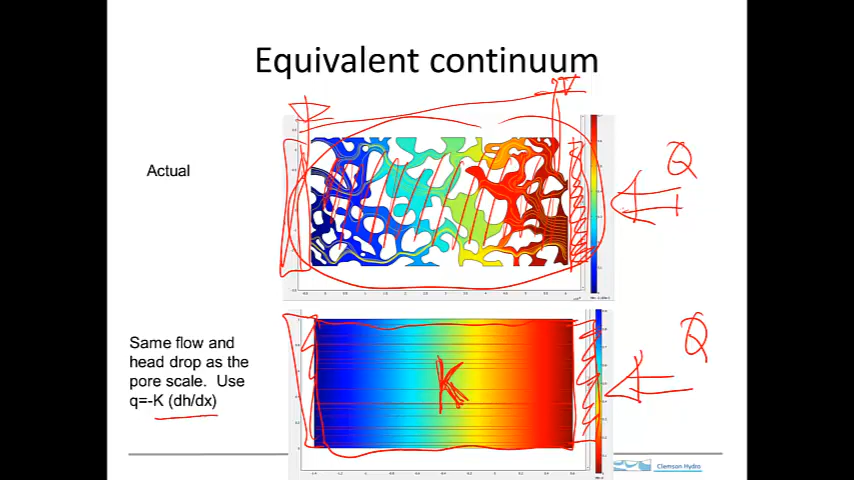 Equivalent continuum
Actual
Q
Same flow and
head drop as the
pore scale. Use
q=-K (dh/dx)
K
Q
Clemson Hydro